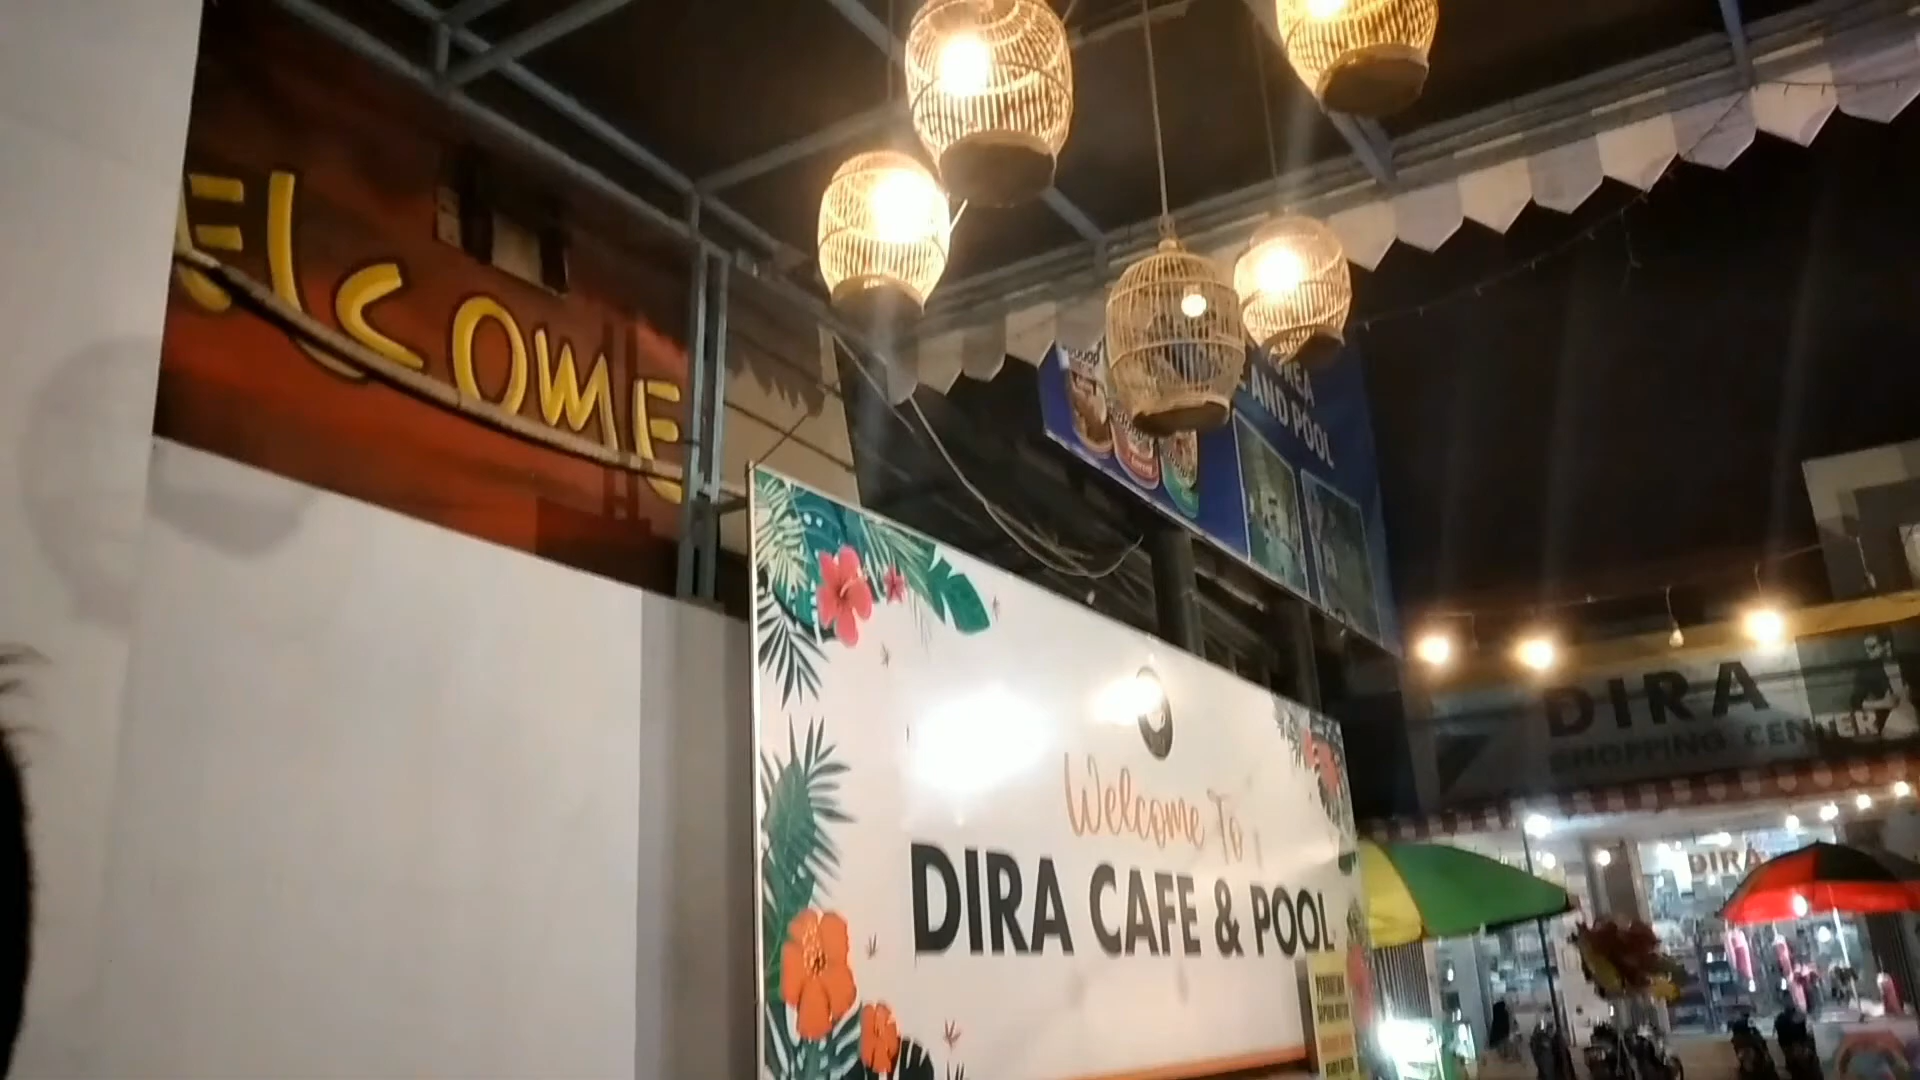 ELCOME
AND POOL
Welcome To
DIRA CAFE & POOL
DIRA
SHOPPING CENTER
DIRA